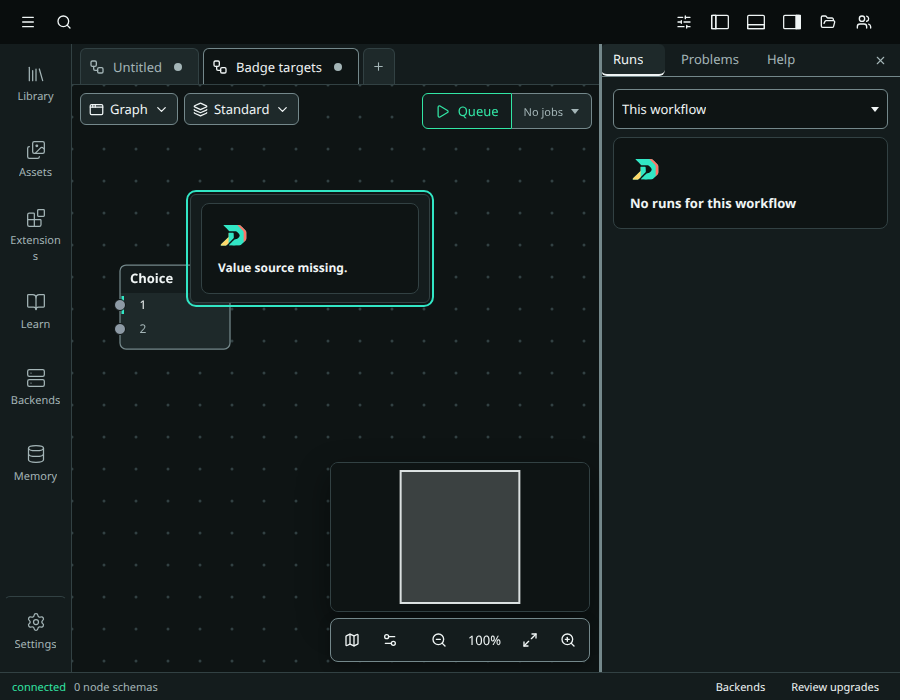 Untitled
Badge targets
Runs
Problems
Help
Library
Assets
Extension
s
Learn
Backends
Memory
Settings
Graph
Standard
Queue
No jobs
This workflow
No runs for this workflow
Value source missing.
Choice
1
2
100%
connected
0 node schemas
Backends
Review upgrades